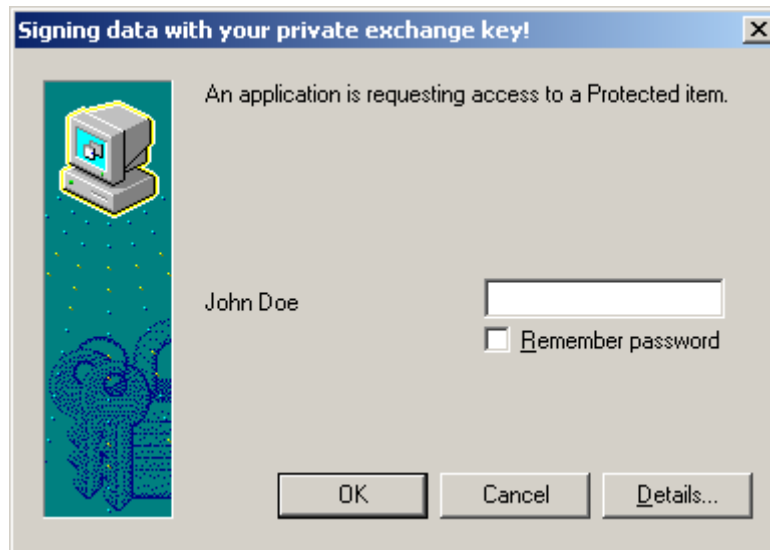 Signing data with your private exchange key!
An application is requesting access to a Protected item.
John Doe
Remember password
OK Cancel Details...